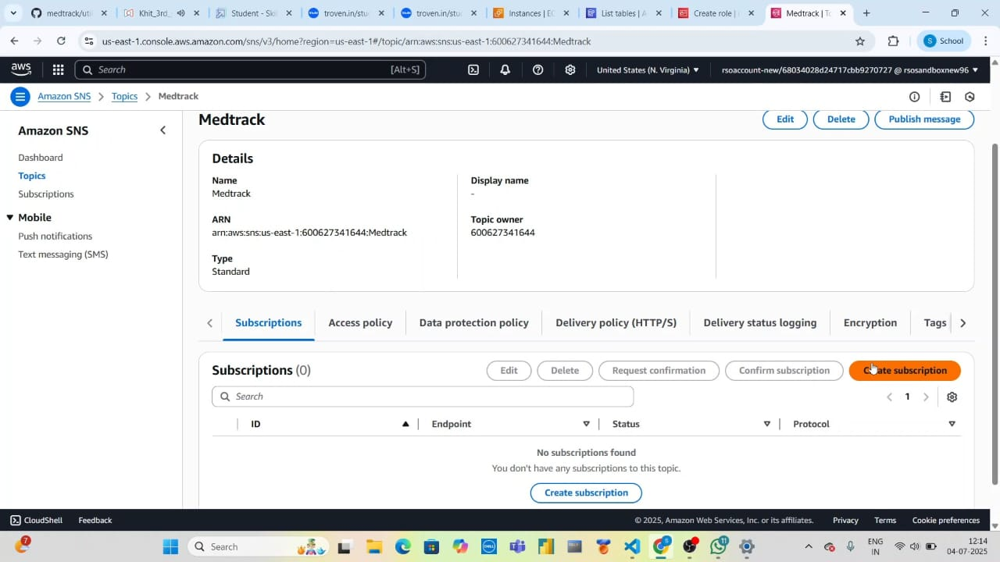 medtrack/uti
Khit_3rd_
Student - Ski
troven.in/stu
troven.in/stu
Instances | EC
List tables | A
Create role |
Medtrack | To
us-east-1.console.aws.amazon.com/sns/v3/home?region=us-east-1#/topic/arn:aws:sns:us-east-1:600627341644:Medtrack
S School
aws
Search [Alt+S]
United States (N. Virginia)
rsoaccount-new/68034028d24717cbb9270727 @ rsosandboxnew96
Amazon SNS
Topics
Medtrack
Amazon SNS
Dashboard
Topics
Subscriptions
Mobile
Push notifications
Text messaging (SMS)
Medtrack
Edit
Delete
Publish message
Details
Name
Medtrack
Display name
-
ARN
arn:aws:sns:us-east-1:600627341644:Medtrack
Topic owner
600627341644
Type
Standard
Subscriptions
Access policy
Data protection policy
Delivery policy (HTTP/S)
Delivery status logging
Encryption
Tags
Subscriptions (0)
Edit
Delete
Request confirmation
Confirm subscription
Create subscription
Search
1
ID
Endpoint
Status
Protocol
No subscriptions found
You don't have any subscriptions to this topic.
Create subscription
CloudShell
Feedback
© 2025, Amazon Web Services, Inc. or its affiliates.
Privacy
Terms
Cookie preferences
7
Search
DELL
5
11
ENG
IN
12:14
04-07-2025